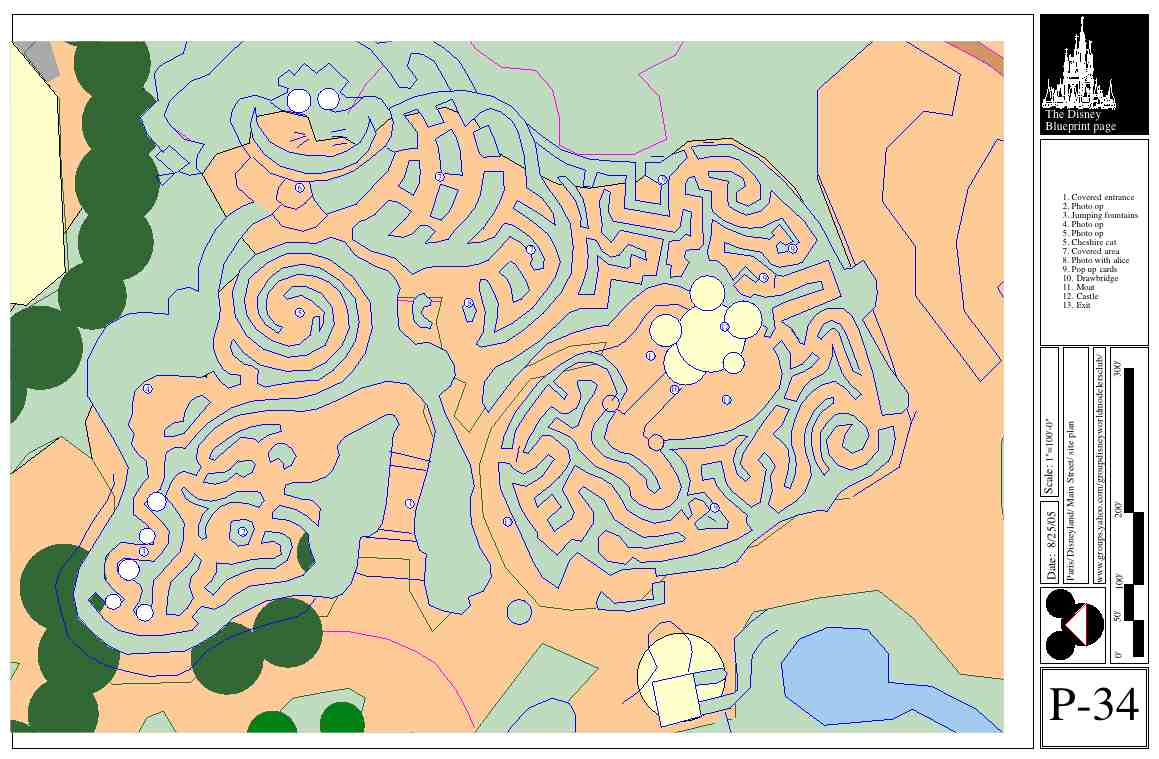 The Disney
Blueprint page
1. Covered entrance
2. Photo op
3. Jumping fountains
4. Photo op
5. Photo op
5. Cheshire cat
7. Covered area
8. Photo with alice
9. Pop up cards
10. Drawbridge
11. Moat
12. Castle
13. Exit
Date: 8/25/05
Scale: 1"=100'-0"
Paris/ Disneyland/ Main Street/ site plan
www.groups.yahoo.com/groupdisneyworldmodelersclub/
300'
200'
100'
50'
0'
P-34